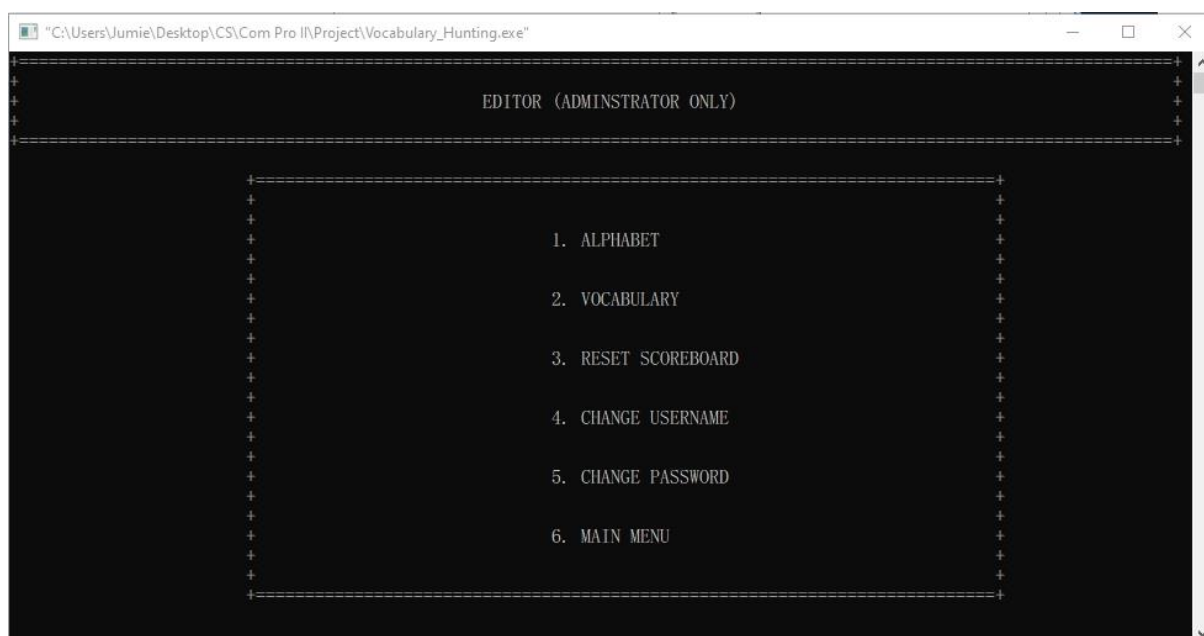 "C:\Users\Jumie\Desktop\CS\Com Pro II\Project\Vocabulary_Hunting.exe"
EDITOR (ADMINSTRATOR ONLY)
1. ALPHABET
2. VOCABULARY
3. RESET SCOREBOARD
4. CHANGE USERNAME
5. CHANGE PASSWORD
6. MAIN MENU